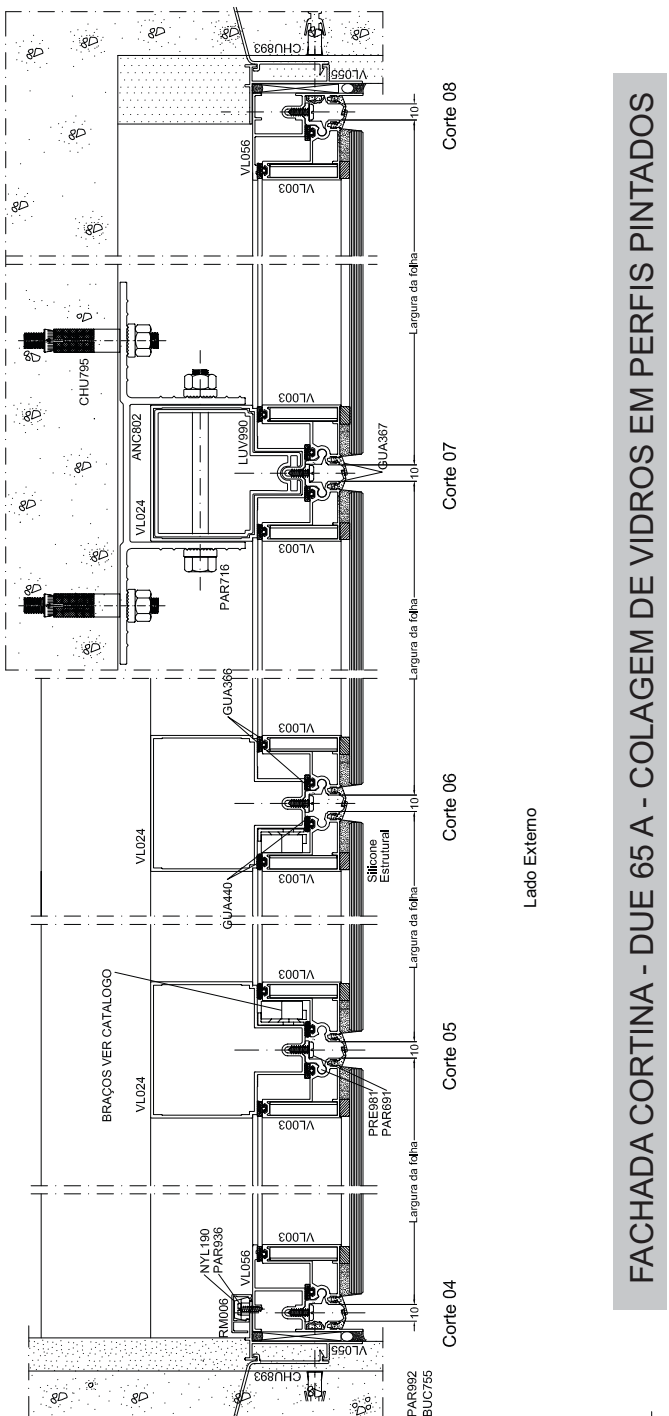 FACHADA CORTINA - DUE 65 A - COLAGEM DE VIDROS EM PERFIS PINTADOS
PAR992
BUC755
CHU893
VL055
RM006
NYL190
PAR936
VL056
VL003
10
Corte 04
Largura da folha
BRAÇOS VER CATALOGO
VL024
VL003
VL003
PRE981
PAR691
10
Corte 05
Largura da folha
VL024
GUA440
GUA366
VL003
VL003
Silicone
Estrutural
10
Corte 06
Largura da folha
CHU795
ANC802
VL024
LUV990
PAR716
VL003
VL003
GUA367
10
Corte 07
Largura da folha
CHU893
VL055
VL056
VL003
10
Corte 08
Lado Externo